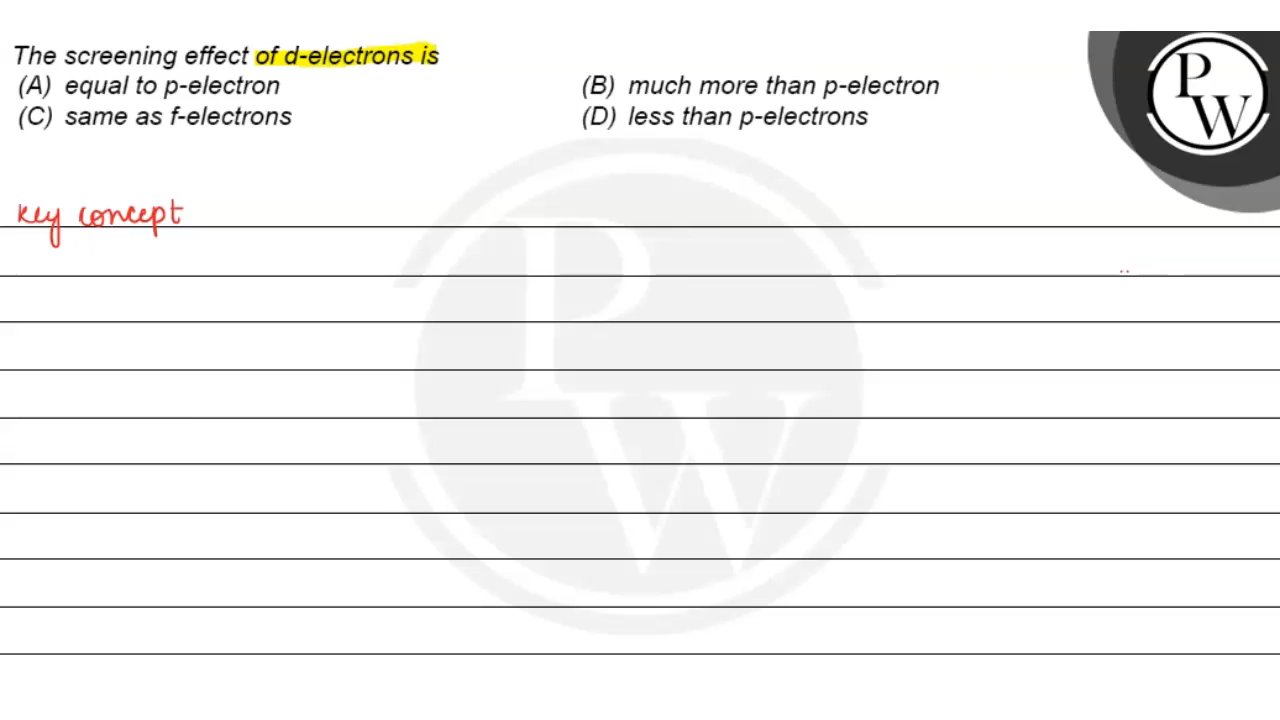 The screening effect of d-electrons is
(A) equal to p-electron (B) much more than p-electron
(C) same as f-electrons (D) less than p-electrons
P
W
key concept
P
W